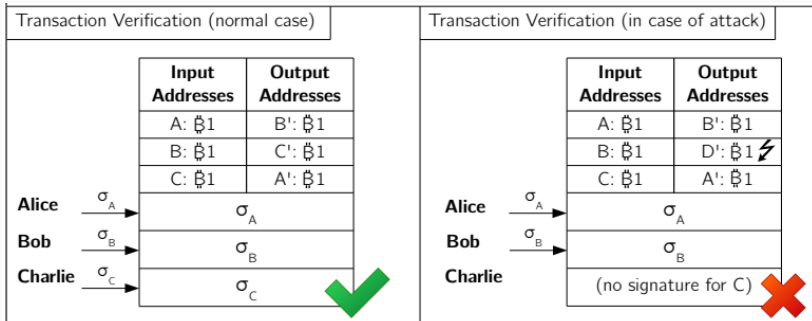 Transaction Verification (normal case)
Input Addresses Output Addresses
A: ₿1 B': ₿1
B: ₿1 C': ₿1
C: ₿1 A': ₿1
Alice σA σA
Bob σB σB
Charlie σC σC
Transaction Verification (in case of attack)
Input Addresses Output Addresses
A: ₿1 B': ₿1
B: ₿1 D': ₿1
C: ₿1 A': ₿1
Alice σA σA
Bob σB σB
Charlie (no signature for C)